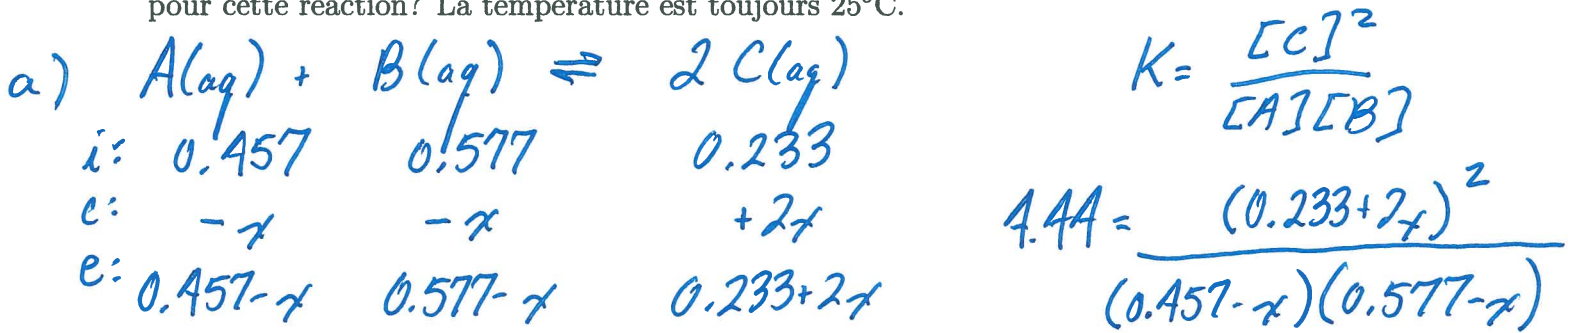 pour cette réaction? La température est toujours 25°C.
a) A(aq) + B(aq) ⇌ 2 C(aq)
K= [C]² / [A][B]
i: 0.457 0.577 0.233
c: -x -x +2x
4.44 = (0.233+2x)² / (0.457-x)(0.577-x)
e: 0.457-x 0.577-x 0.233+2x